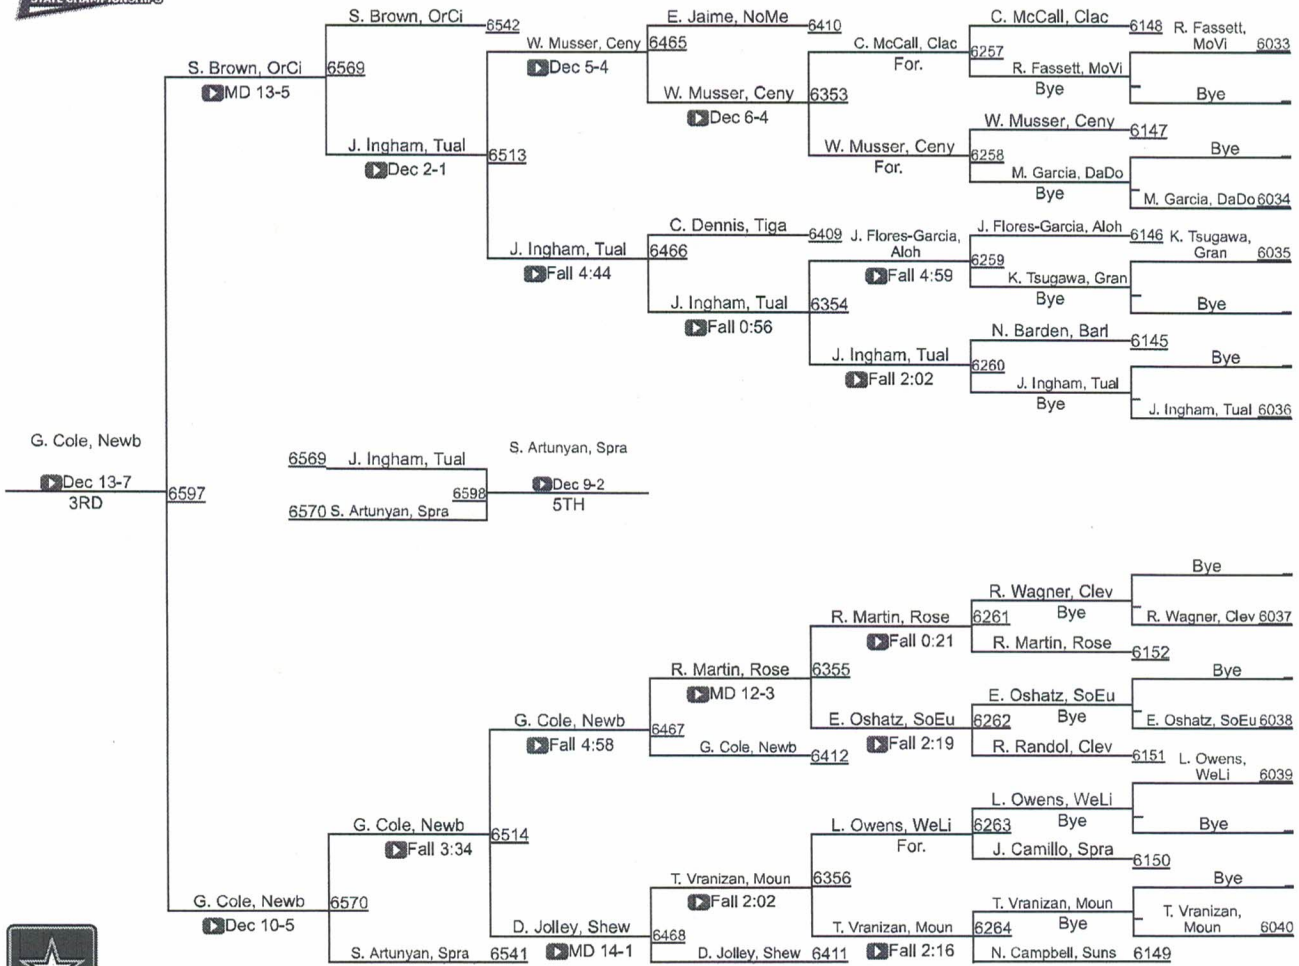 STATE CHAMPIONSHIPS
S. Brown, OrCi
6542
E. Jaime, NoMe
6410
C. McCall, Clac
6148
R. Fassett,
MoVi
6033
W. Musser, Ceny
6465
Dec 5-4
C. McCall, Clac
For.
6257
R. Fassett, MoVi
Bye
Bye
S. Brown, OrCi
6569
MD 13-5
W. Musser, Ceny
6353
Dec 6-4
W. Musser, Ceny
6147
Bye
J. Ingham, Tual
6513
Dec 2-1
W. Musser, Ceny
For.
6258
M. Garcia, DaDo
Bye
M. Garcia, DaDo 6034
C. Dennis, Tiga
6409
J. Flores-Garcia,
Aloh
Fall 4:59
J. Flores-Garcia, Aloh
6146
K. Tsugawa,
Gran
6035
J. Ingham, Tual
6466
Fall 4:44
6259
K. Tsugawa, Gran
Bye
Bye
J. Ingham, Tual
6354
Fall 0:56
N. Barden, Barl
6145
Bye
J. Ingham, Tual
6260
Fall 2:02
J. Ingham, Tual
Bye
J. Ingham, Tual 6036
G. Cole, Newb
Dec 13-7
3RD
6597
6569 J. Ingham, Tual
S. Artunyan, Spra
6598
Dec 9-2
5TH
6570 S. Artunyan, Spra
Bye
R. Wagner, Clev
Bye
R. Wagner, Clev 6037
R. Martin, Rose
6261
Fall 0:21
R. Martin, Rose
6152
R. Martin, Rose
6355
MD 12-3
Bye
E. Oshatz, SoEu
Bye
E. Oshatz, SoEu 6038
G. Cole, Newb
6467
Fall 4:58
E. Oshatz, SoEu
6262
Fall 2:19
G. Cole, Newb
6412
R. Randol, Clev
6151
L. Owens,
WeLi
6039
L. Owens, WeLi
Bye
Bye
G. Cole, Newb
6514
Fall 3:34
L. Owens, WeLi
For.
6263
J. Camillo, Spra
6150
T. Vranizan, Moun
6356
Fall 2:02
Bye
G. Cole, Newb
6570
Dec 10-5
T. Vranizan, Moun
Bye
T. Vranizan,
Moun
6040
D. Jolley, Shew
6468
MD 14-1
T. Vranizan, Moun
6264
Fall 2:16
S. Artunyan, Spra
6541
D. Jolley, Shew
6411
N. Campbell, Suns
6149